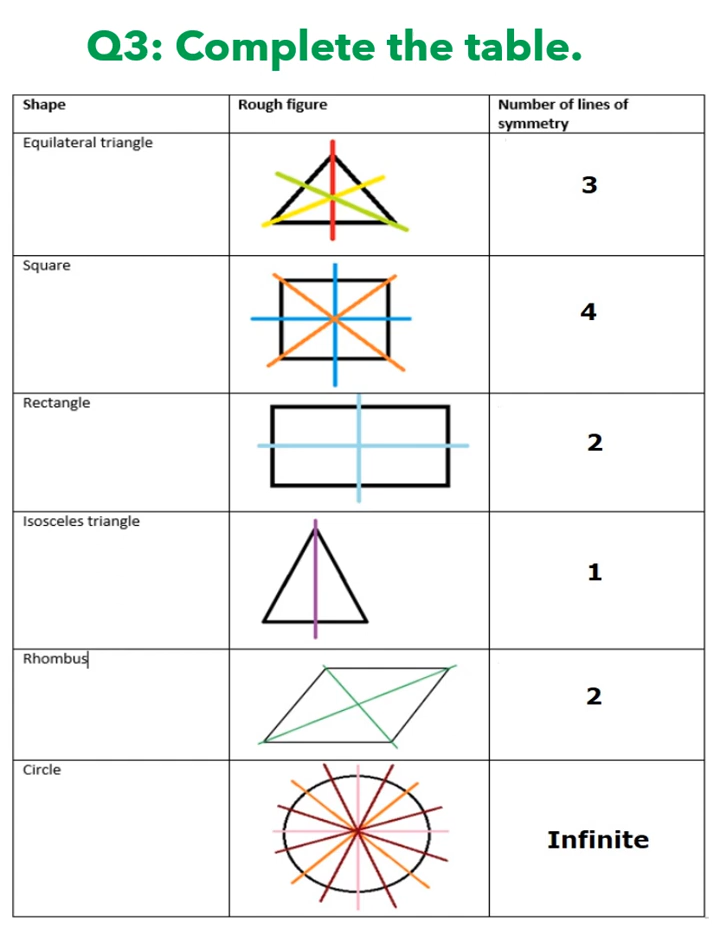 Q3: Complete the table.
Shape
Rough figure
Number of lines of
symmetry
Equilateral triangle
3
Square
4
Rectangle
2
Isosceles triangle
1
Rhombus
2
Circle
Infinite